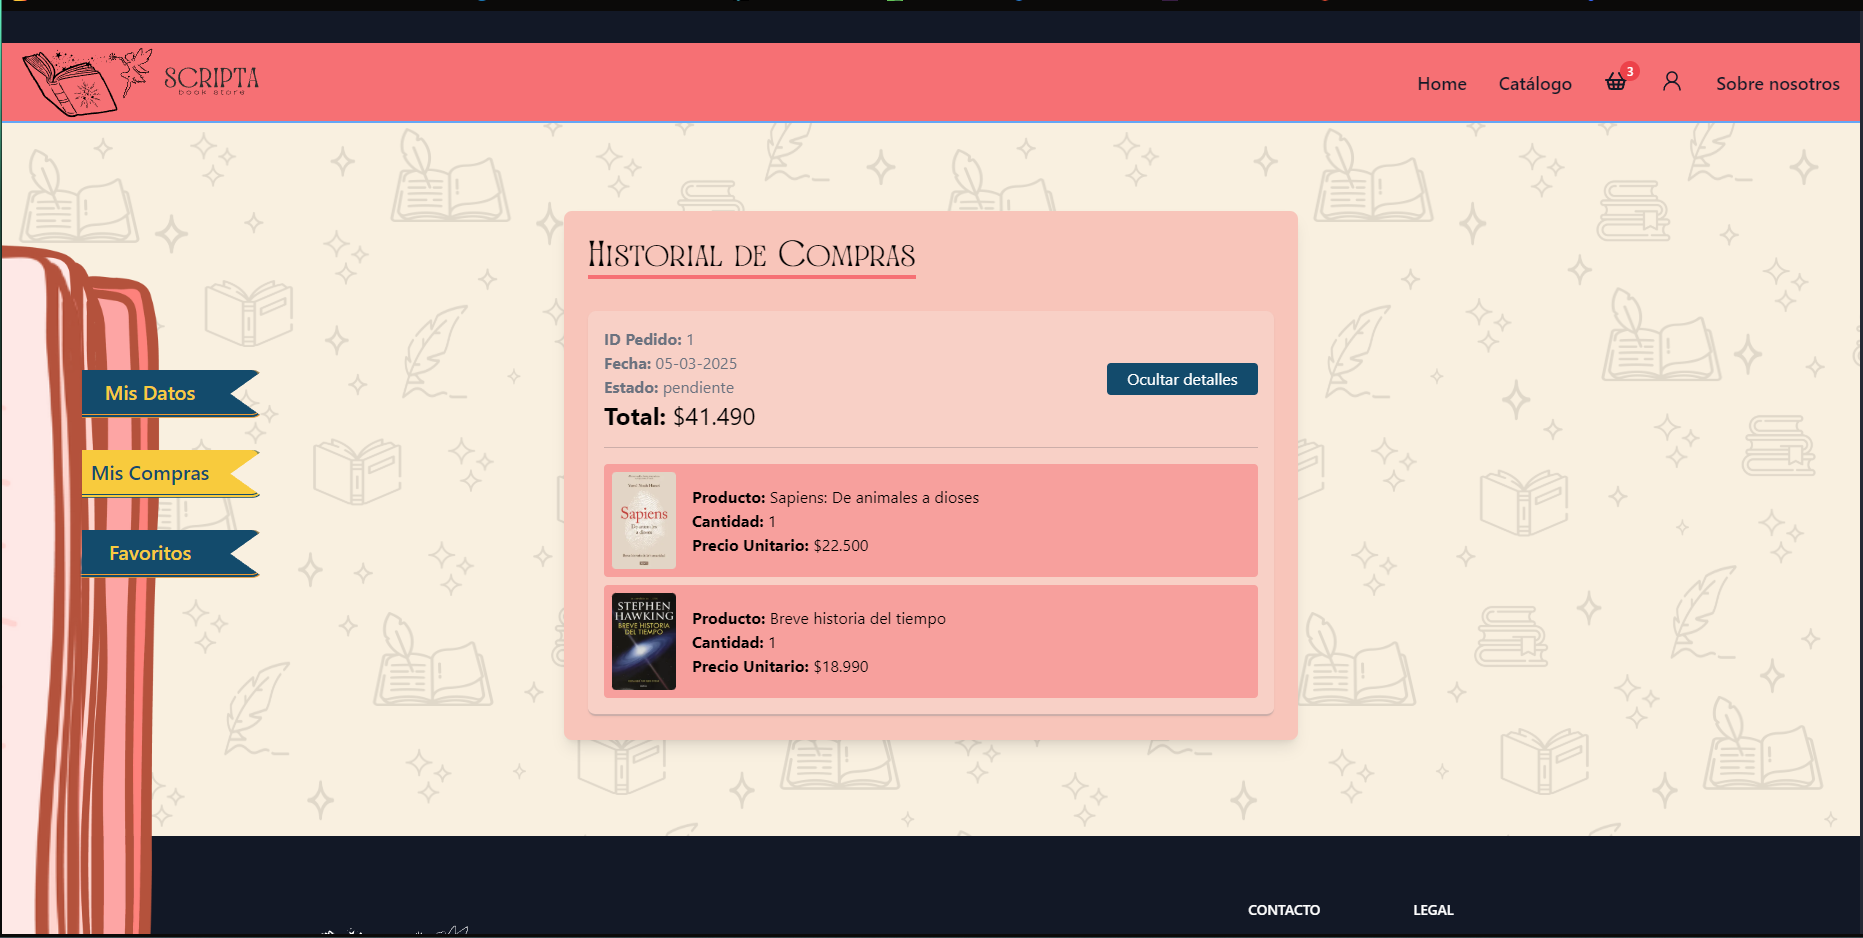 SCRIPTA
book store
Home
Catálogo
3
Sobre nosotros
Historial de Compras
ID Pedido: 1
Fecha: 05-03-2025
Estado: pendiente
Total: $41.490
Ocultar detalles
Mis Datos
Mis Compras
Favoritos
Sapiens
De animales
a dioses
Producto: Sapiens: De animales a dioses
Cantidad: 1
Precio Unitario: $22.500
STEPHEN
HAWKING
BREVE HISTORIA
DEL TIEMPO
Producto: Breve historia del tiempo
Cantidad: 1
Precio Unitario: $18.990
CONTACTO
LEGAL